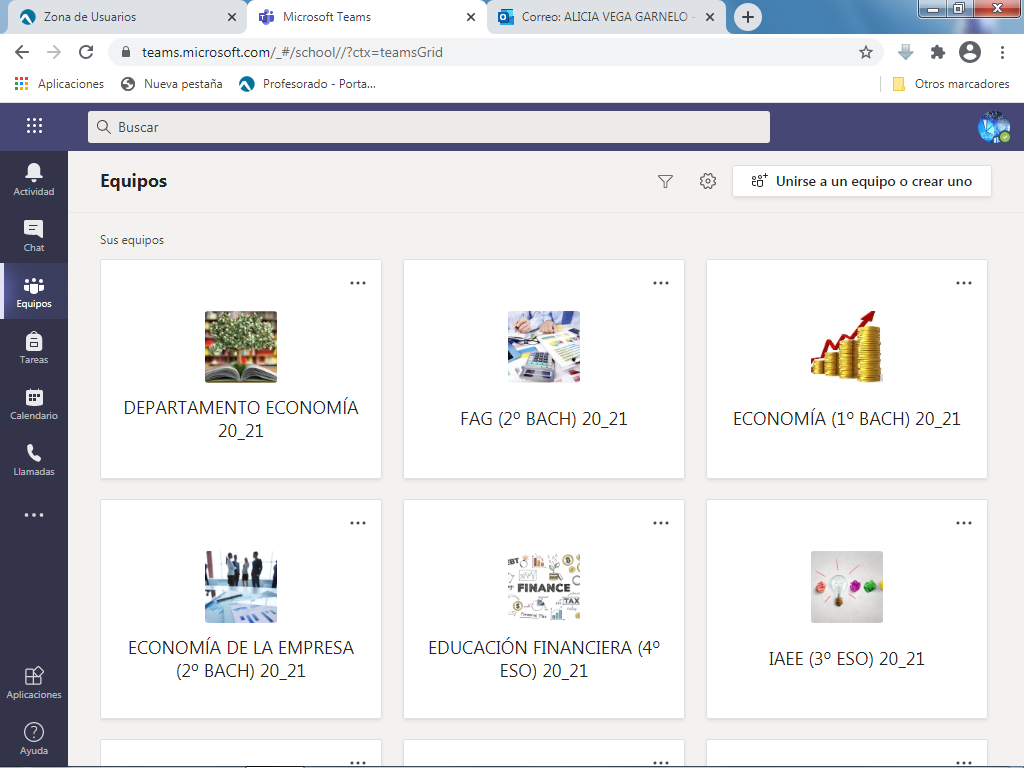 Zona de Usuarios
Microsoft Teams
Correo: ALICIA VEGA GARNELO -
teams.microsoft.com/_#/school//?ctx=teamsGrid
Aplicaciones
Nueva pestaña
Profesorado - Porta...
Otros marcadores
Buscar
Actividad
Chat
Equipos
Tareas
Calendario
Llamadas
Aplicaciones
Ayuda
Equipos
Unirse a un equipo o crear uno
Sus equipos
DEPARTAMENTO ECONOMÍA
20_21
FAG (2º BACH) 20_21
ECONOMÍA (1º BACH) 20_21
ECONOMÍA DE LA EMPRESA
(2º BACH) 20_21
FINANCE
TAX
EDUCACIÓN FINANCIERA (4º
ESO) 20_21
IAEE (3º ESO) 20_21